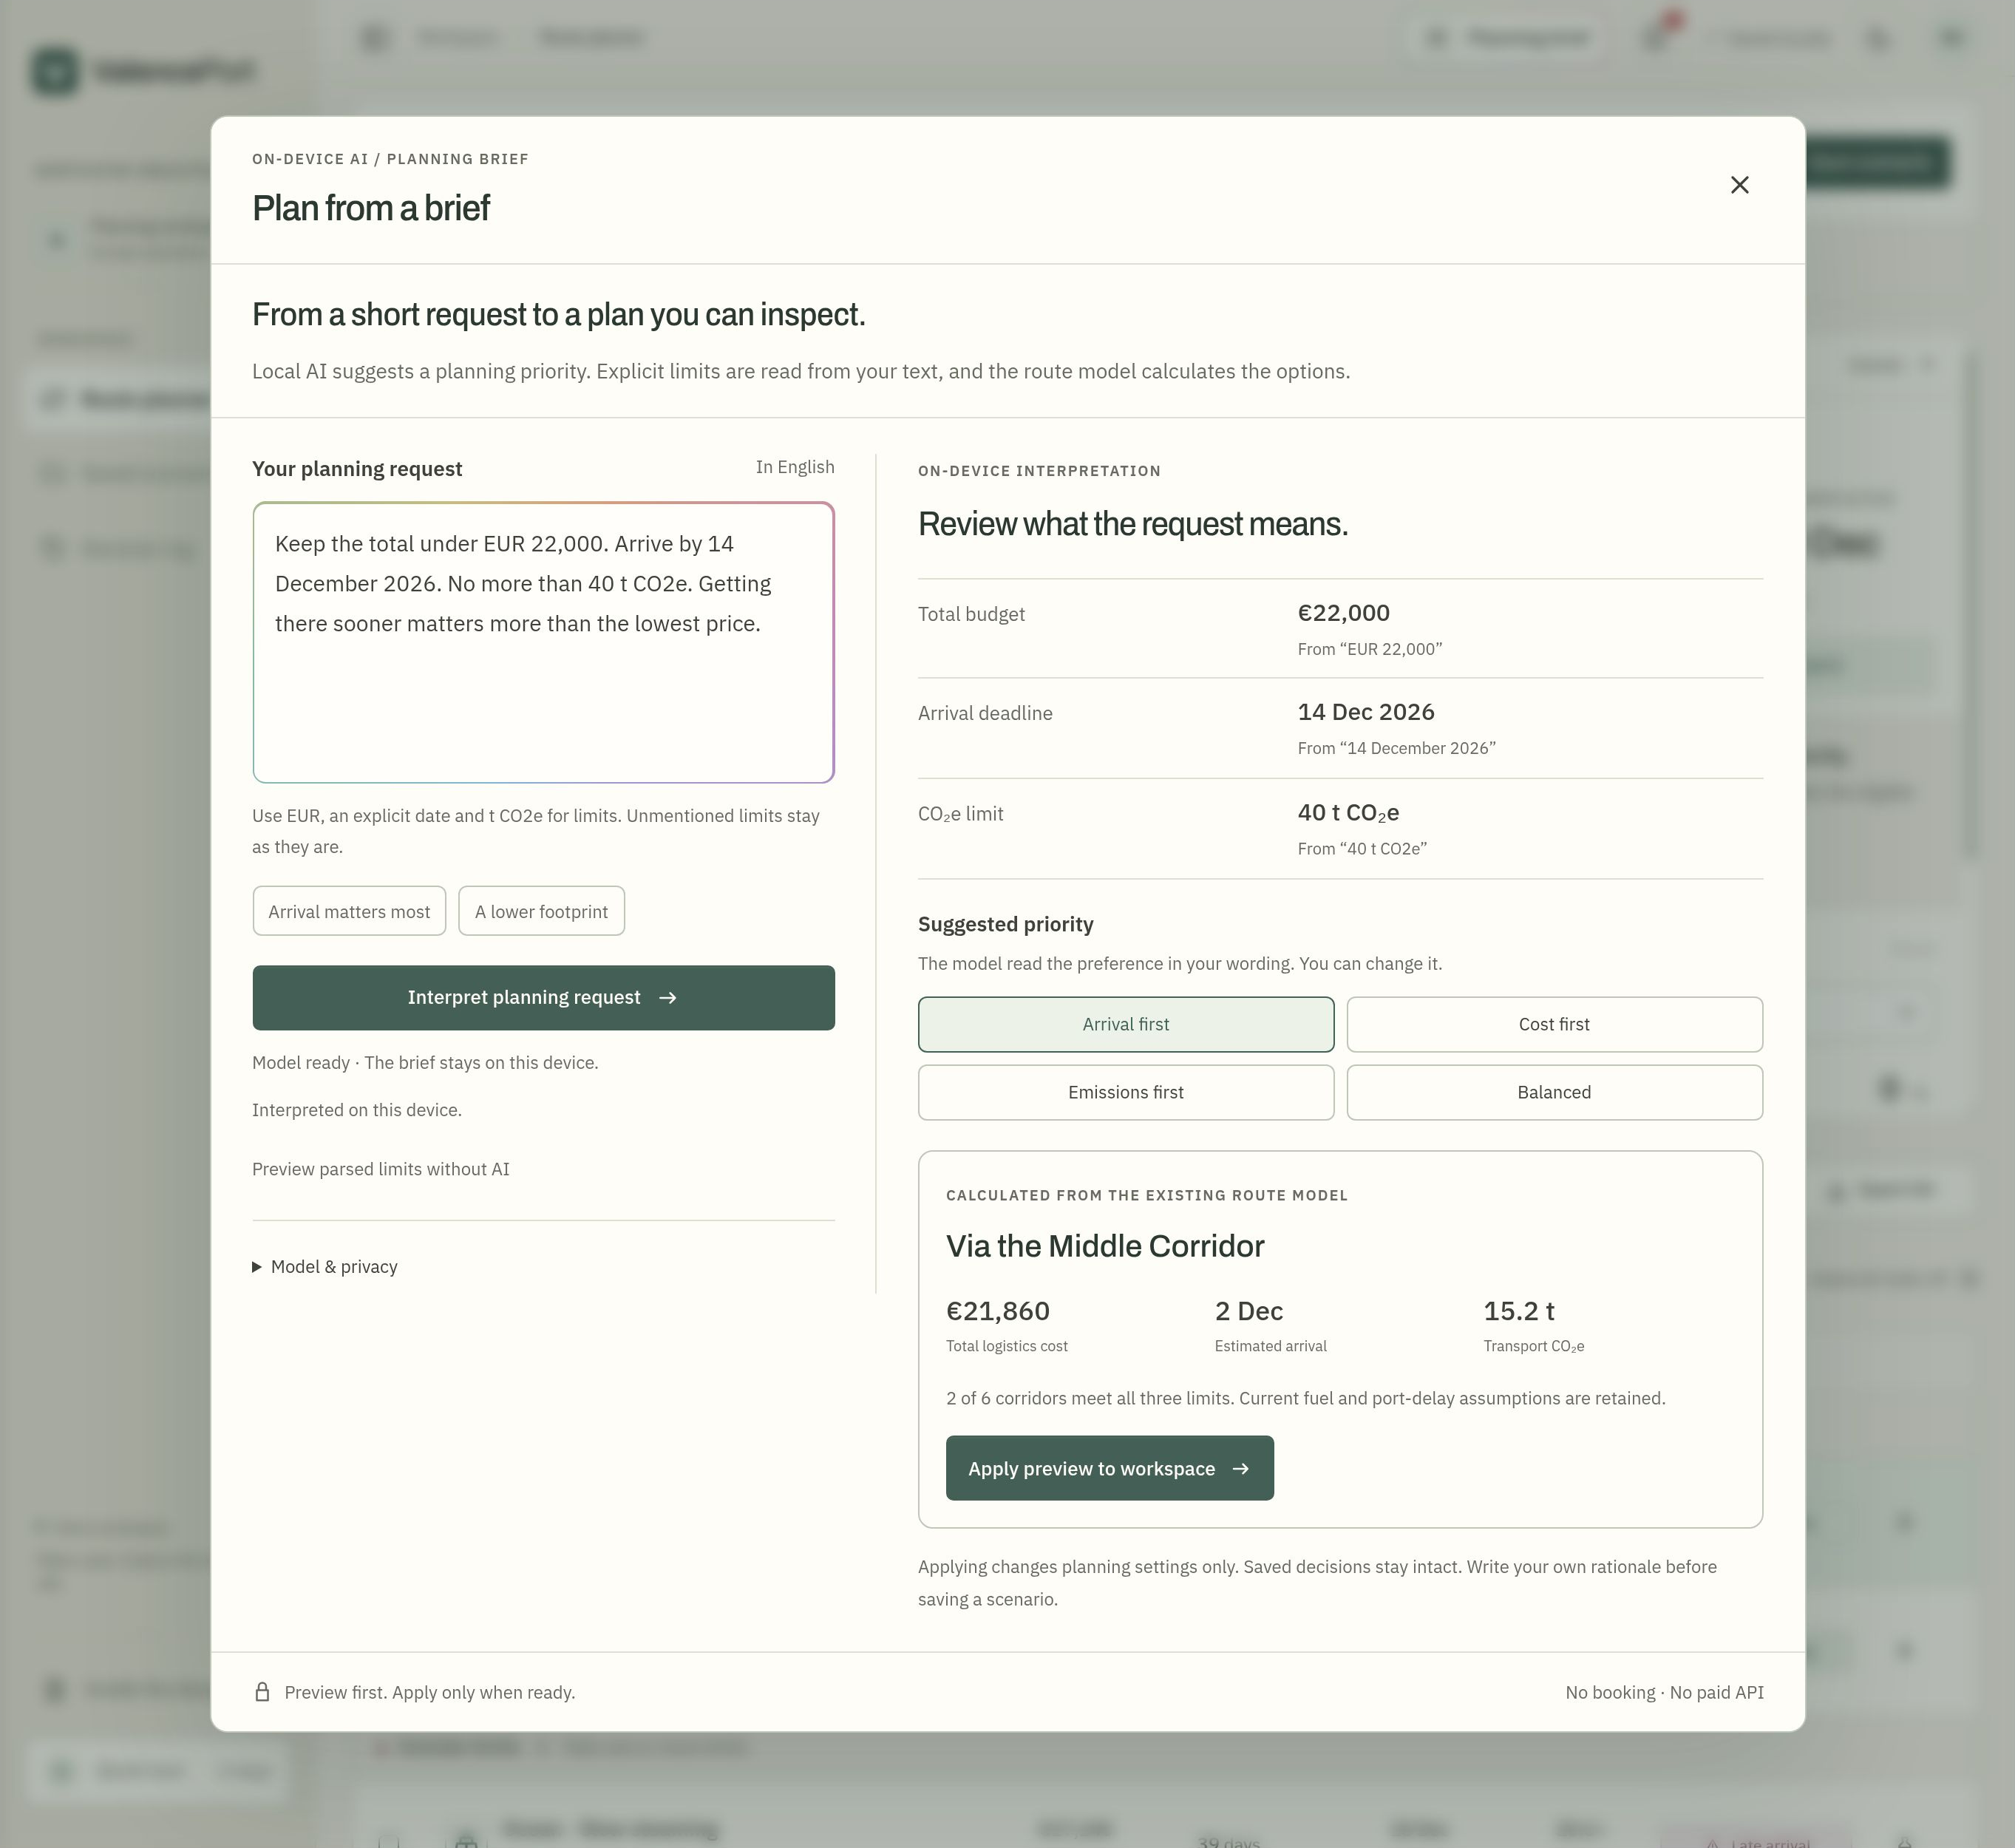 ValencePort
ON-DEVICE AI / PLANNING BRIEF
Plan from a brief
From a short request to a plan you can inspect.
Local AI suggests a planning priority. Explicit limits are read from your text, and the route model calculates the options.
Your planning request
In English
Keep the total under EUR 22,000. Arrive by 14
December 2026. No more than 40 t CO2e. Getting
there sooner matters more than the lowest price.
Use EUR, an explicit date and t CO2e for limits. Unmentioned limits stay
as they are.
Arrival matters most
A lower footprint
Interpret planning request →
Model ready · The brief stays on this device.
Interpreted on this device.
Preview parsed limits without AI
▶ Model & privacy
ON-DEVICE INTERPRETATION
Review what the request means.
Total budget
€22,000
From “EUR 22,000”
Arrival deadline
14 Dec 2026
From “14 December 2026”
CO₂e limit
40 t CO₂e
From “40 t CO2e”
Suggested priority
The model read the preference in your wording. You can change it.
Arrival first
Cost first
Emissions first
Balanced
CALCULATED FROM THE EXISTING ROUTE MODEL
Via the Middle Corridor
€21,860
2 Dec
15.2 t
Total logistics cost
Estimated arrival
Transport CO₂e
2 of 6 corridors meet all three limits. Current fuel and port-delay assumptions are retained.
Apply preview to workspace →
Applying changes planning settings only. Saved decisions stay intact. Write your own rationale before
saving a scenario.
Preview first. Apply only when ready.
No booking · No paid API
39 days
Late arrival